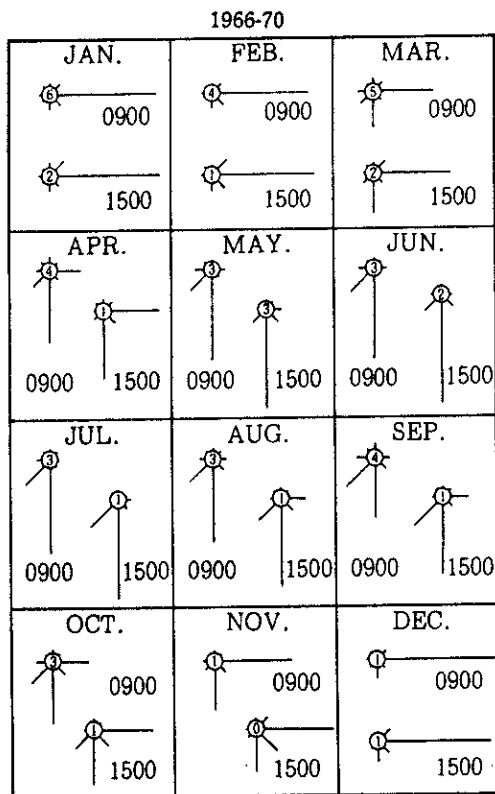 1966-70
JAN. FEB. MAR.
6 4 5
0900 0900 0900
2 1 2
1500 1500 1500
APR. MAY. JUN.
4 3 3
1 3 2
0900 1500 0900 1500 0900 1500
JUL. AUG. SEP.
3 3 4
1 1 1
0900 1500 0900 1500 0900 1500
OCT. NOV. DEC.
3 1 1
0900 0900 0900
1 0 1
1500 1500 1500